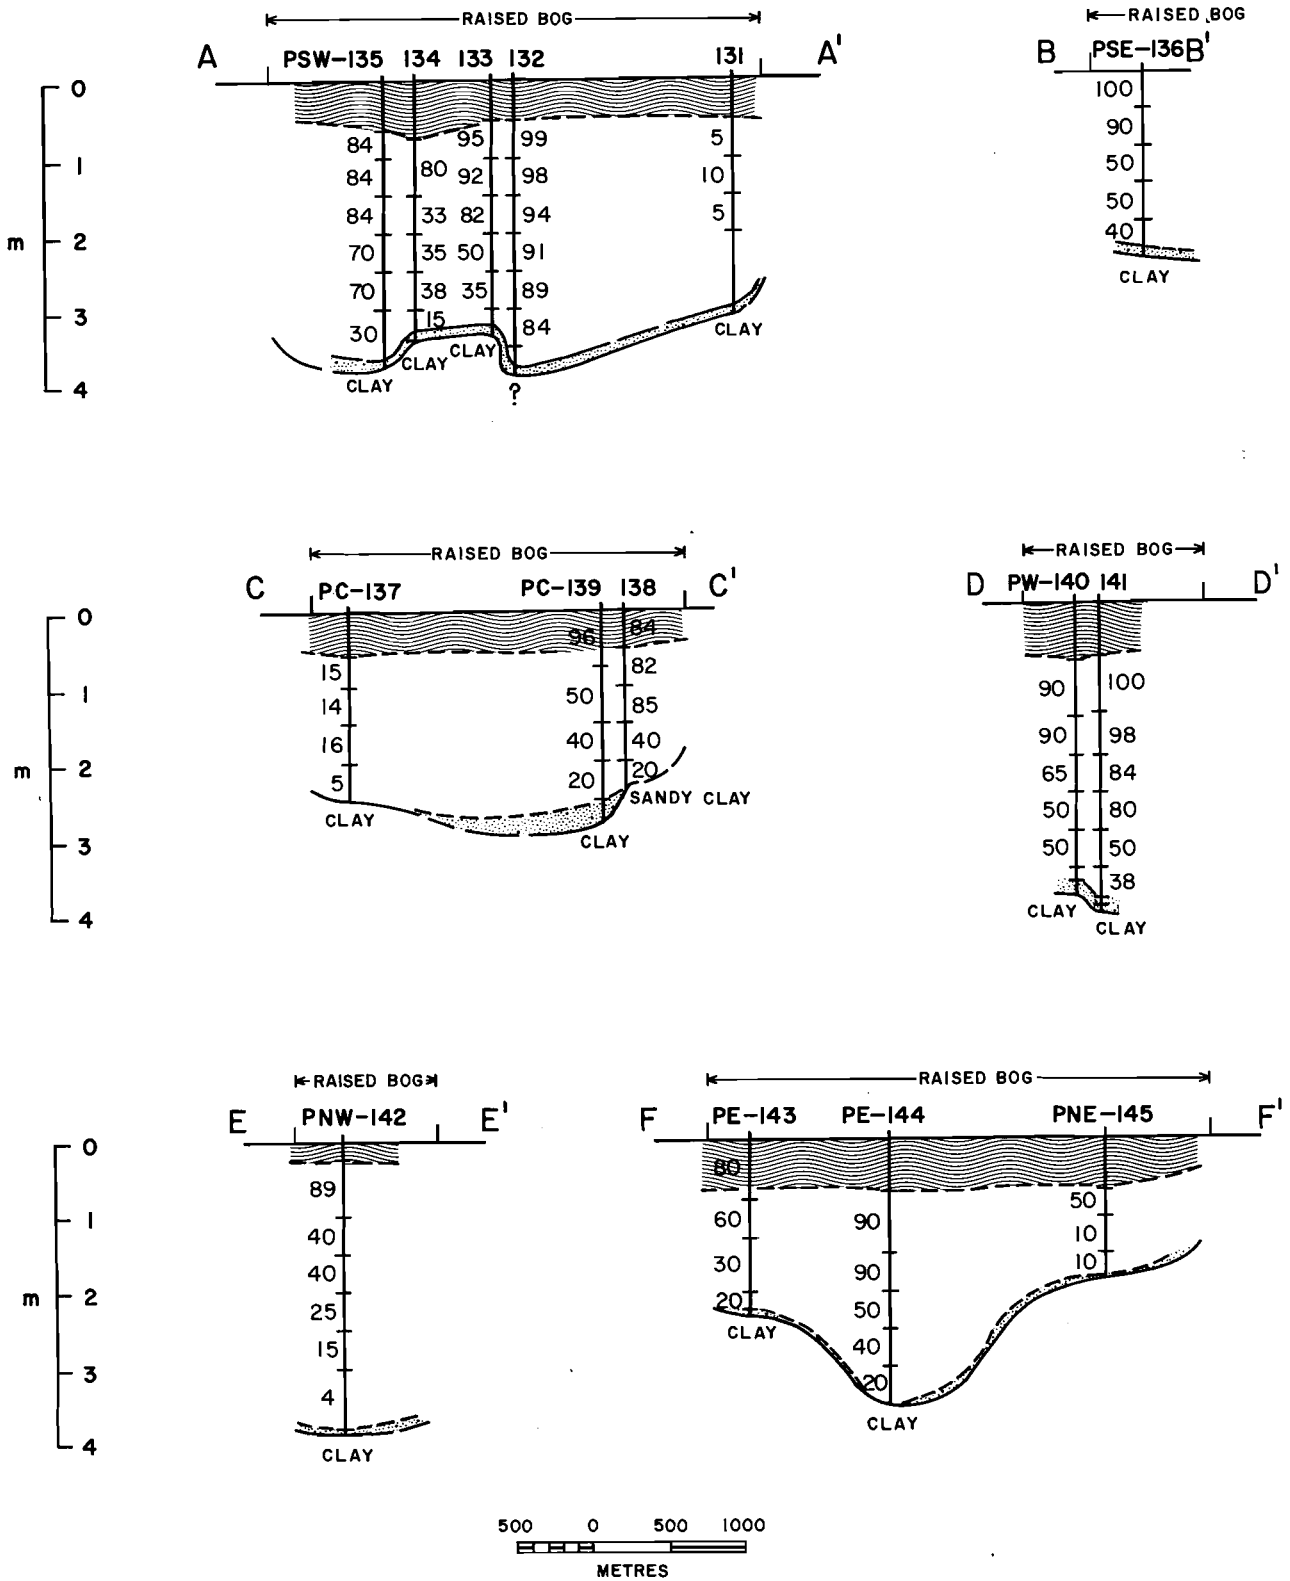 RAISED BOG
RAISED BOG
A PSW-135 134 133 132 131 A'
B PSE-136 B'
0
1
m
2
3
4
84
84
84
70
70
30
CLAY
80
33
35
38
15
CLAY
95
92
82
50
35
CLAY
99
98
94
91
89
84
?
5
10
5
CLAY
100
90
50
50
40
CLAY
RAISED BOG
RAISED BOG
C PC-137 PC-139 138 C'
D PW-140 141 D'
0
1
m
2
3
4
15
14
16
5
CLAY
96
50
40
20
CLAY
84
82
85
40
20
SANDY CLAY
90
90
65
50
50
CLAY
100
98
84
80
50
38
CLAY
RAISED BOG
RAISED BOG
E PNW-142 E'
F PE-143 PE-144 PNE-145 F'
0
1
m
2
3
4
89
40
40
25
15
4
CLAY
80
60
30
20
CLAY
90
90
50
40
20
CLAY
50
10
10
500 0 500 1000
METRES